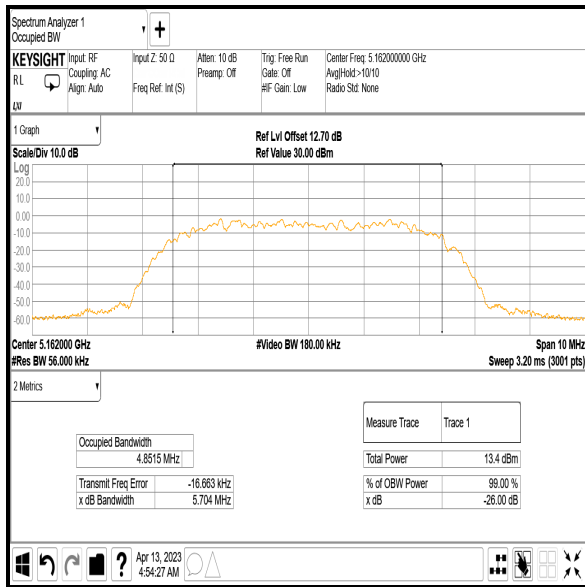 Spectrum Analyzer 1
Occupied BW
KEYSIGHT
R L
LXI
Input: RF
Coupling: AC
Align: Auto
Input Z: 50 Ω
Freq Ref: Int (S)
Atten: 10 dB
Preamp: Off
Trig: Free Run
Gate: Off
#IF Gain: Low
Center Freq: 5.162000000 GHz
Avg|Hold:>10/10
Radio Std: None
1 Graph
Scale/Div 10.0 dB
Ref Lvl Offset 12.70 dB
Ref Value 30.00 dBm
Log
20.0
10.0
0.00
-10.0
-20.0
-30.0
-40.0
-50.0
-60.0
Center 5.162000 GHz
#Res BW 56.000 kHz
#Video BW 180.00 kHz
Span 10 MHz
Sweep 3.20 ms (3001 pts)
2 Metrics
Occupied Bandwidth
4.8515 MHz
Transmit Freq Error -16.663 kHz
x dB Bandwidth 5.704 MHz
Measure Trace Trace 1
Total Power 13.4 dBm
% of OBW Power 99.00 %
x dB -26.00 dB
?
Apr 13, 2023
4:54:27 AM